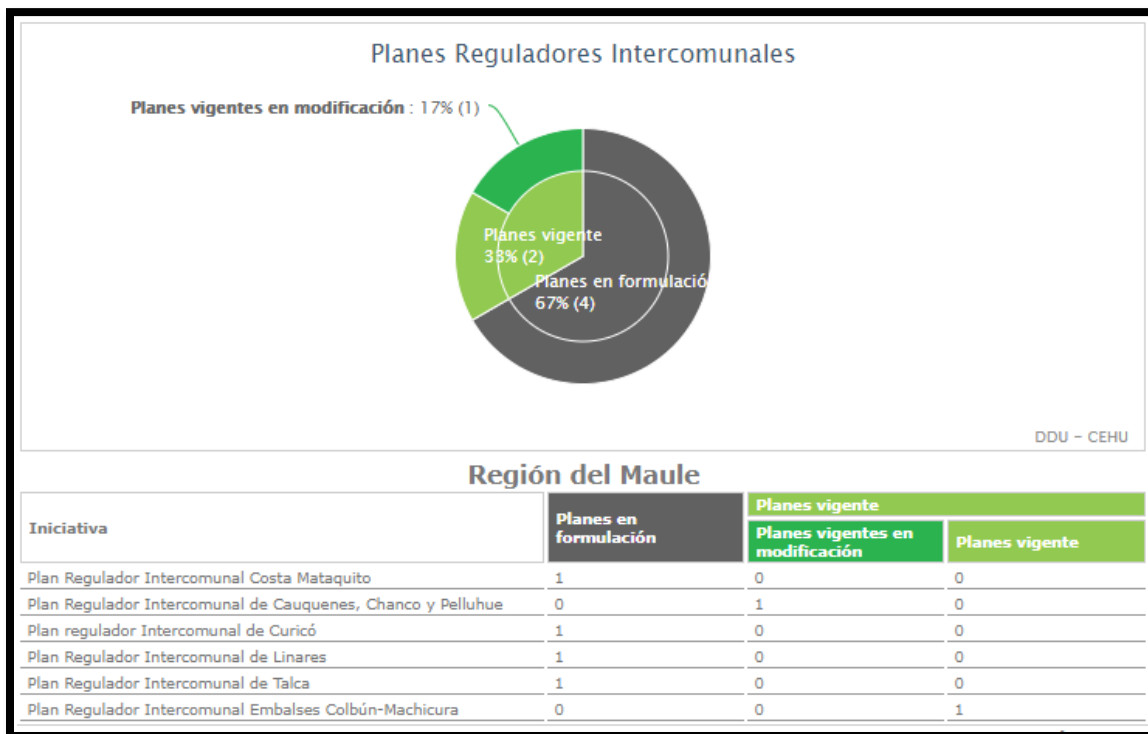 Planes Reguladores Intercomunales
Planes vigentes en modificación : 17% (1)
Planes vigente
33% (2)
Planes en formulació
67% (4)
DDU - CEHU
Región del Maule
Iniciativa
Planes en
formulación
Planes vigente
Planes vigentes en
modificación
Planes vigente
Plan Regulador Intercomunal Costa Mataquito 1 0 0
Plan Regulador Intercomunal de Cauquenes, Chanco y Pelluhue 0 1 0
Plan regulador Intercomunal de Curicó 1 0 0
Plan Regulador Intercomunal de Linares 1 0 0
Plan Regulador Intercomunal de Talca 1 0 0
Plan Regulador Intercomunal Embalses Colbún-Machicura 0 0 1